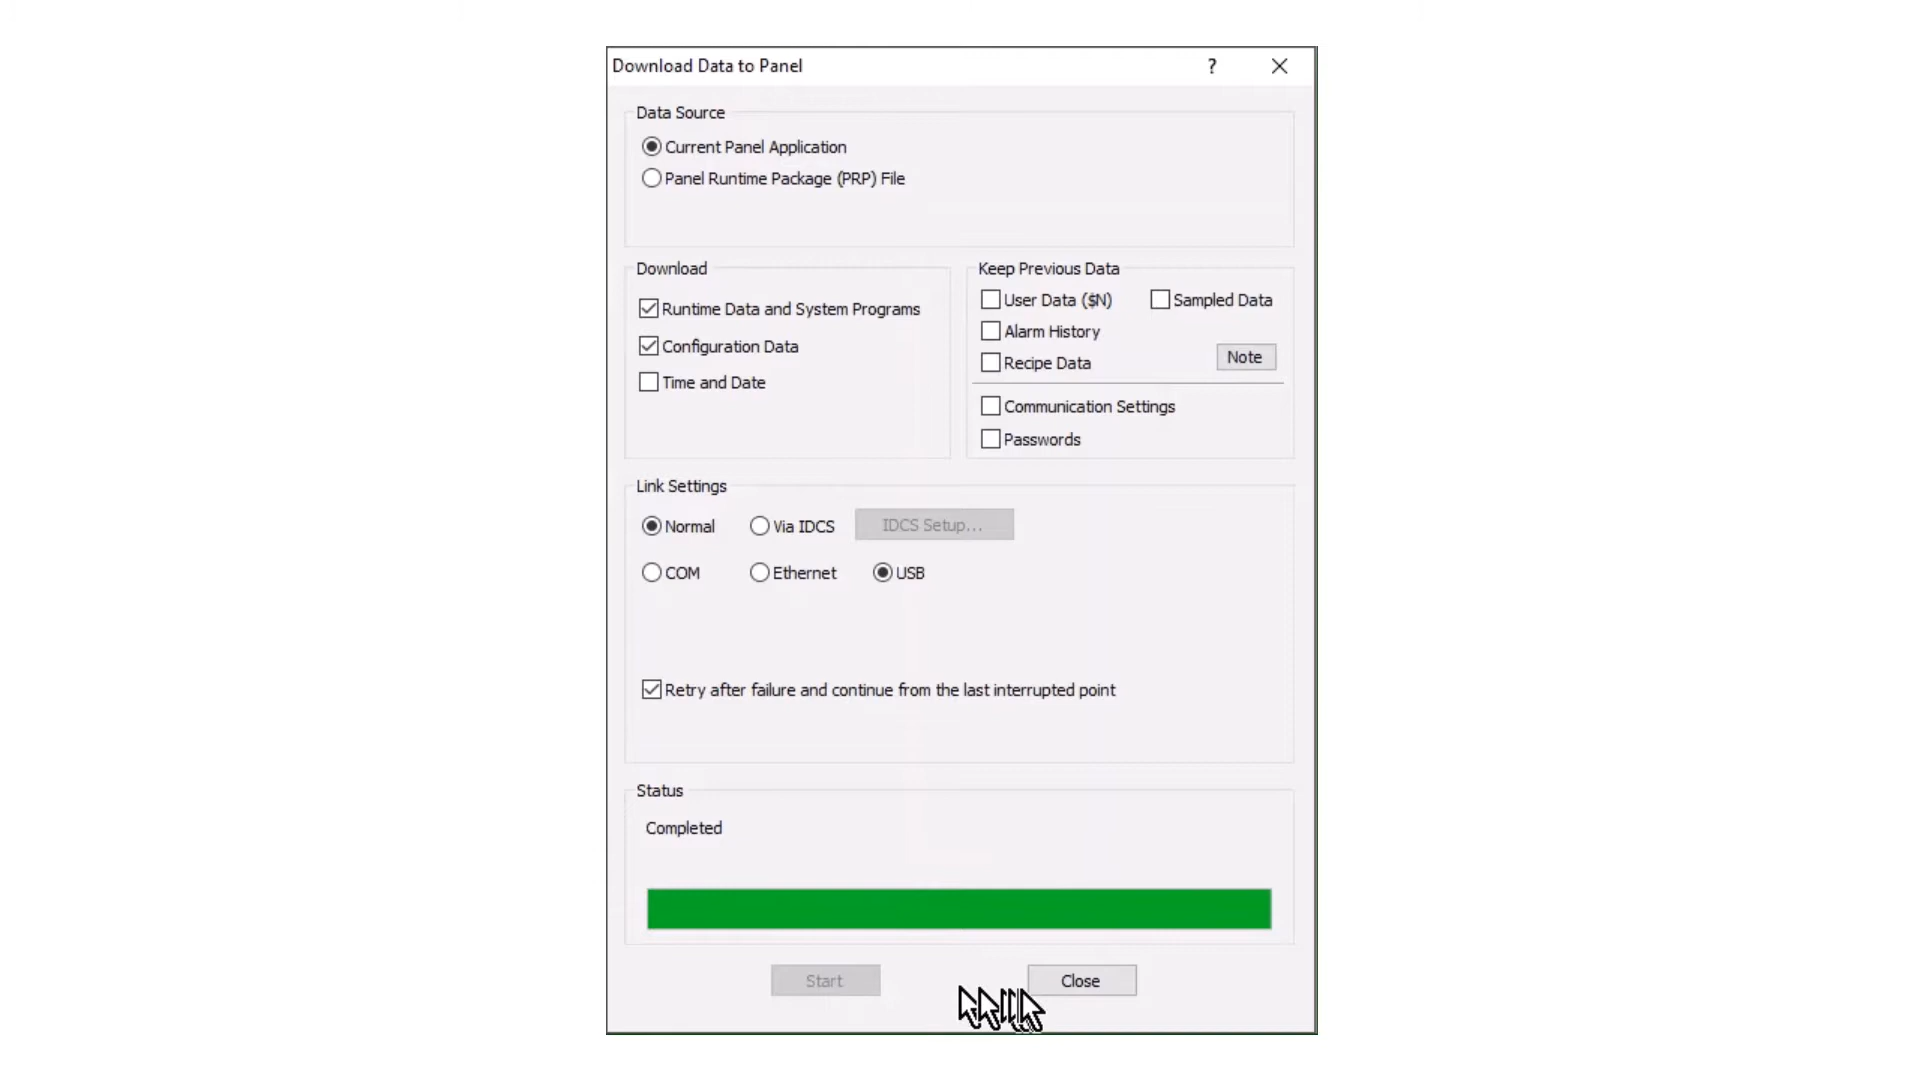 Download Data to Panel ?
Data Source
Current Panel Application
Panel Runtime Package (PRP) File
Download
Runtime Data and System Programs
Configuration Data
Time and Date
Keep Previous Data
User Data ($N) Sampled Data
Alarm History
Recipe Data Note
Communication Settings
Passwords
Link Settings
Normal Via IDCS IDCS Setup...
COM Ethernet USB
Retry after failure and continue from the last interrupted point
Status
Completed
Start Close